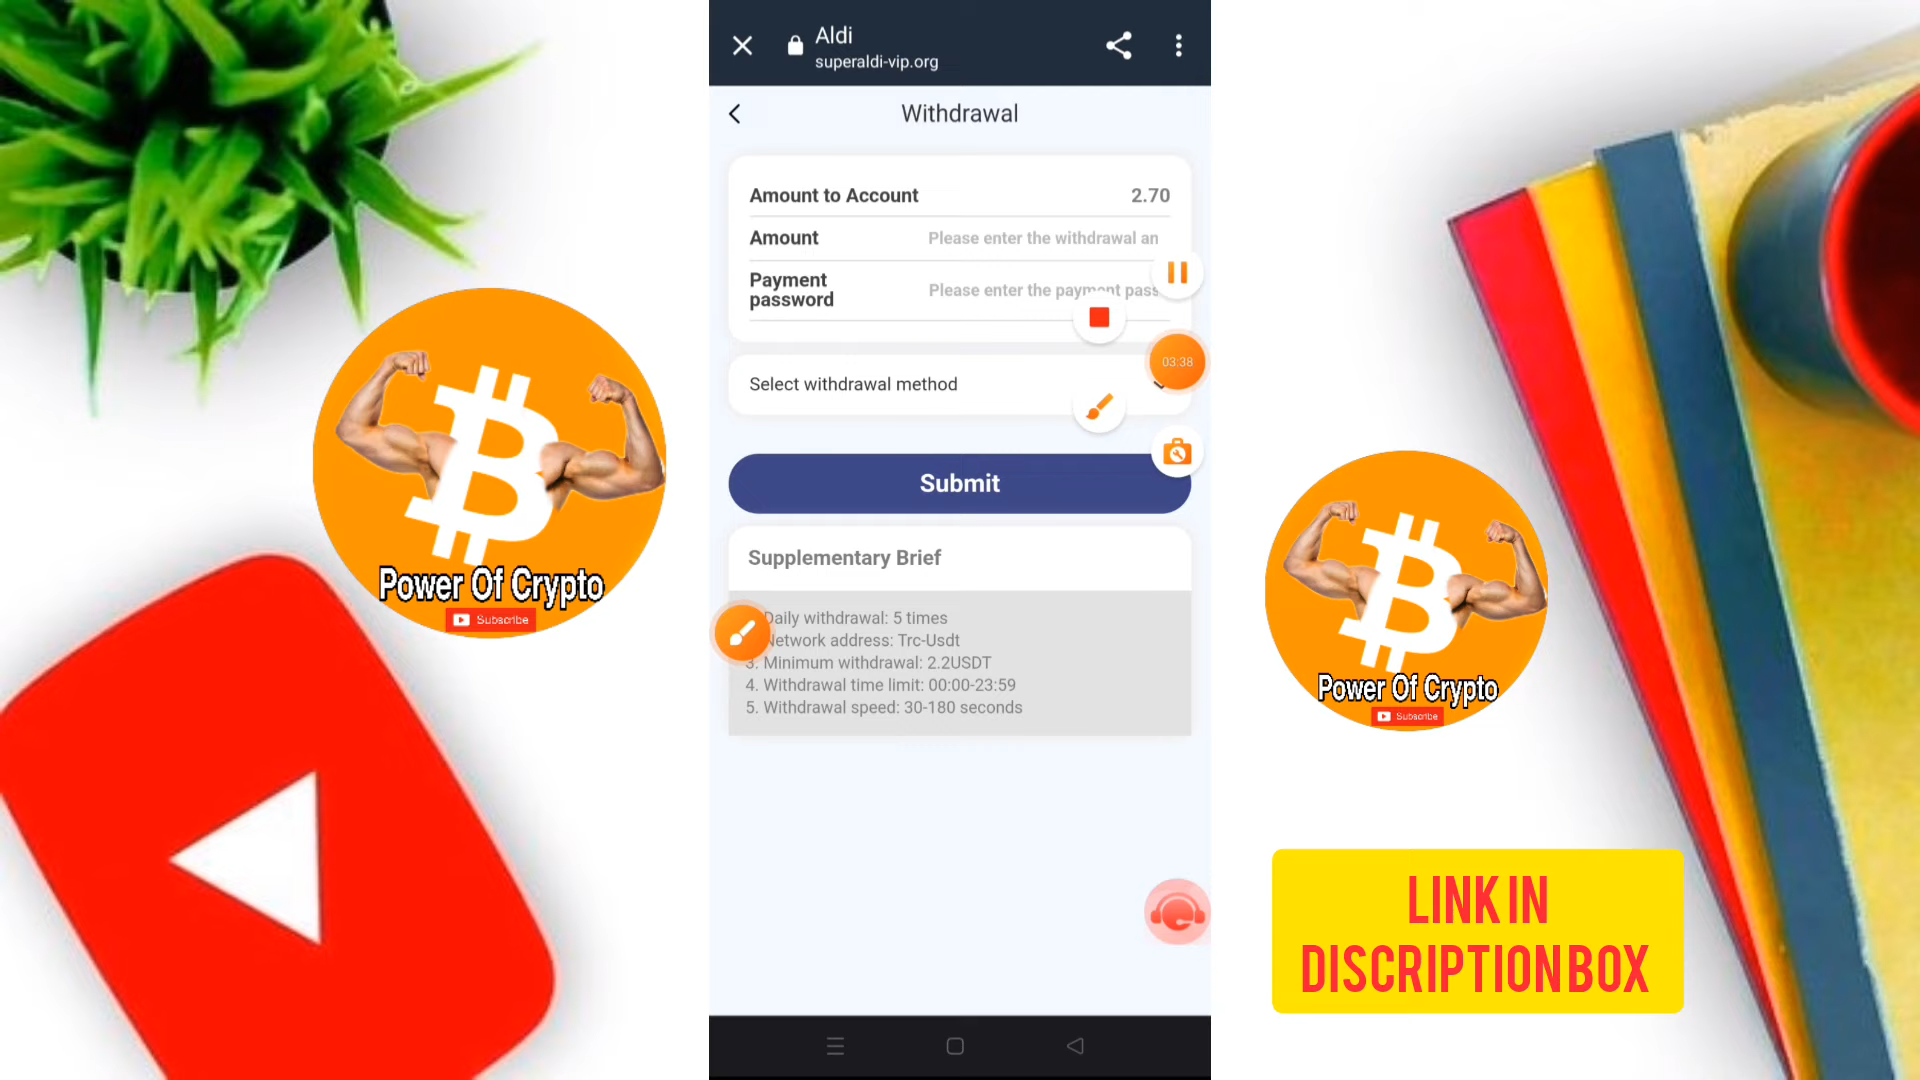 Aldi
superaldi-vip.org
Withdrawal
Amount to Account 2.70
Amount Please enter the withdrawal an
Payment password Please enter the payment pass
03:38
Select withdrawal method
Submit
Supplementary Brief
Daily withdrawal: 5 times
Network address: Trc-Usdt
3. Minimum withdrawal: 2.2USDT
4. Withdrawal time limit: 00:00-23:59
5. Withdrawal speed: 30-180 seconds
Power Of Crypto
Subscribe
Power Of Crypto
Subscribe
LINK IN
DISCRIPTION BOX